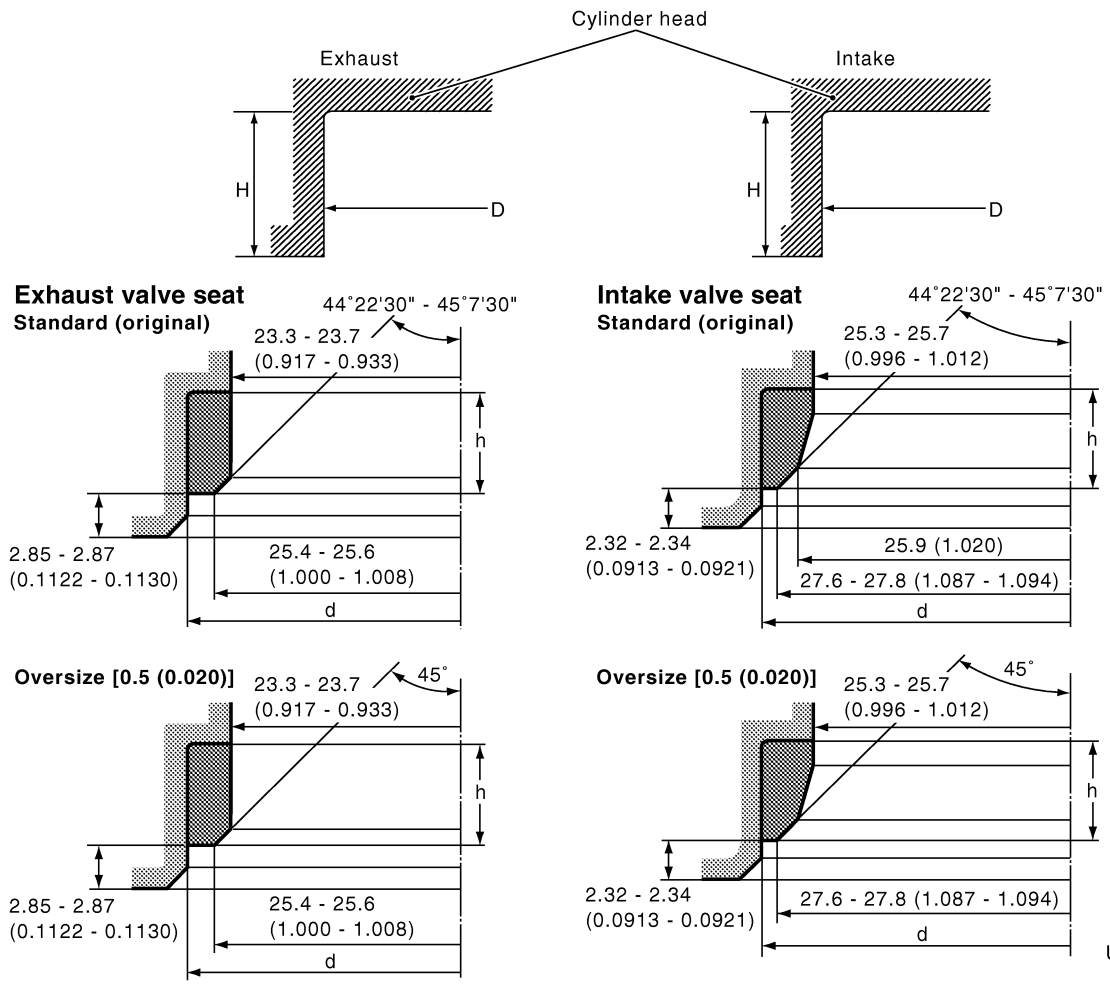 Cylinder head
Exhaust
Intake
H
D
H
D
Exhaust valve seat
Standard (original)
44˚22'30" - 45˚7'30"
23.3 - 23.7
(0.917 - 0.933)
h
2.85 - 2.87
(0.1122 - 0.1130)
25.4 - 25.6
(1.000 - 1.008)
d
Intake valve seat
Standard (original)
44˚22'30" - 45˚7'30"
25.3 - 25.7
(0.996 - 1.012)
h
2.32 - 2.34
(0.0913 - 0.0921)
25.9 (1.020)
27.6 - 27.8 (1.087 - 1.094)
d
Oversize [0.5 (0.020)]
45˚
23.3 - 23.7
(0.917 - 0.933)
h
2.85 - 2.87
(0.1122 - 0.1130)
25.4 - 25.6
(1.000 - 1.008)
d
Oversize [0.5 (0.020)]
45˚
25.3 - 25.7
(0.996 - 1.012)
h
2.32 - 2.34
(0.0913 - 0.0921)
27.6 - 27.8 (1.087 - 1.094)
d